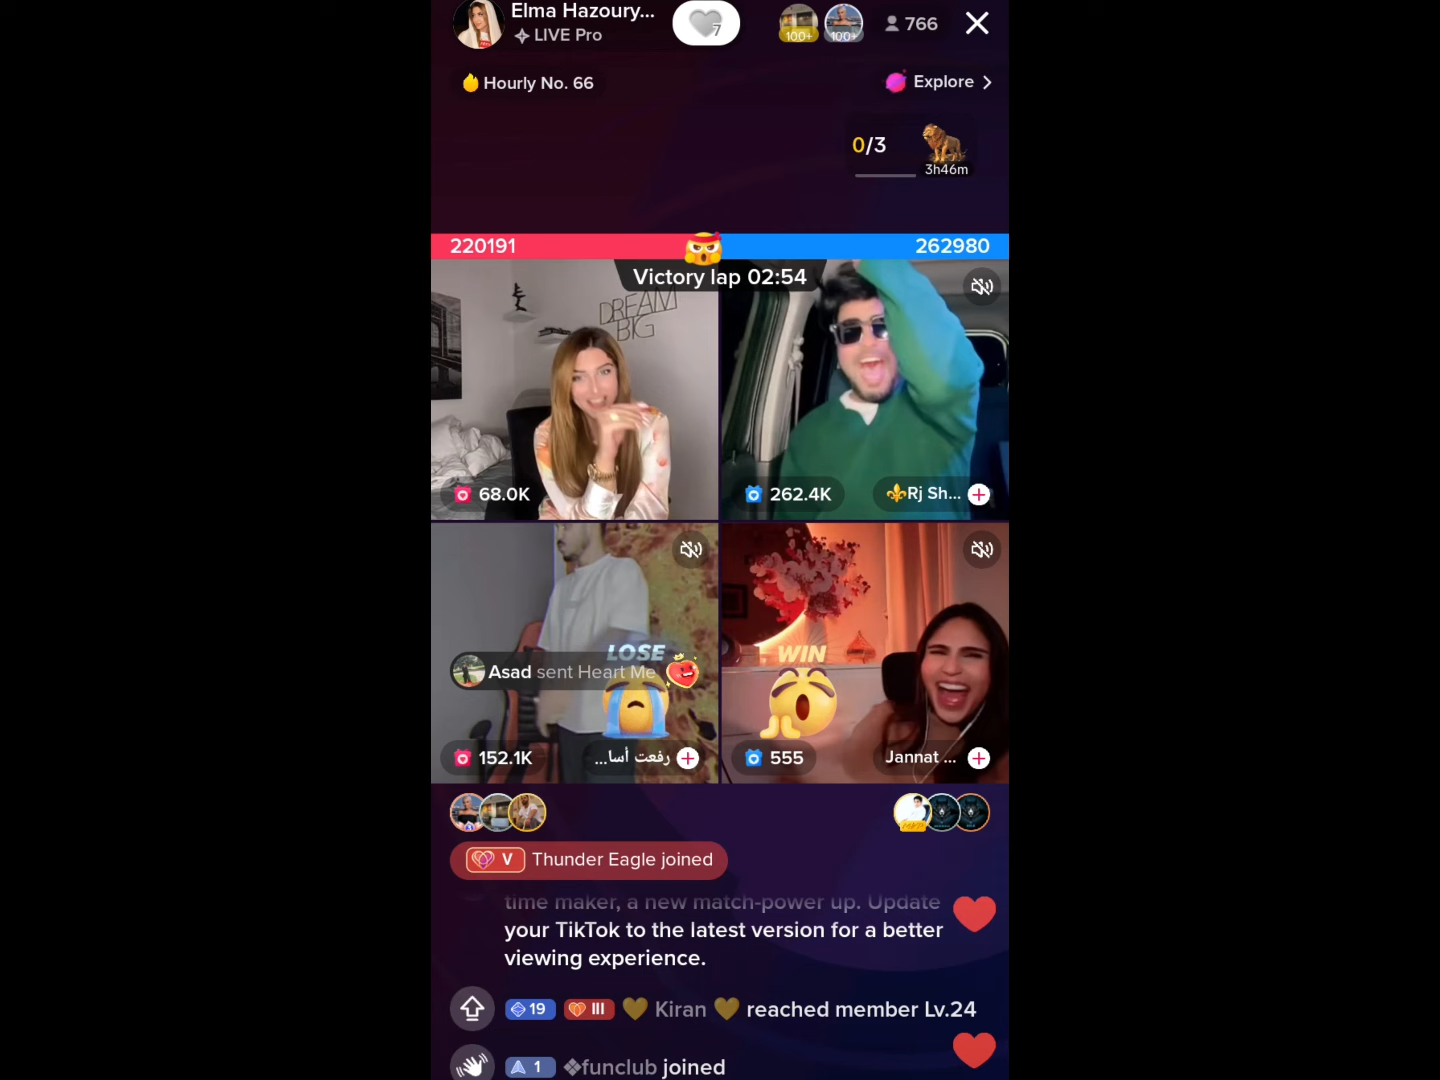 Elma Hazoury...
LIVE Pro
7
100+
100+
766
Hourly No. 66
Explore
0/3
3h46m
220191
262980
Victory lap 02:54
DREAM
BIG
68.0K
262.4K
Rj Sh...
LOSE
WIN
Asad sent Heart Me
152.1K
رفعت أسا...
555
Jannat ...
V Thunder Eagle joined
time maker, a new match-power up. Update
your TikTok to the latest version for a better
viewing experience.
19 III 💛 Kiran 💛 reached member Lv.24
1 ❖funclub joined